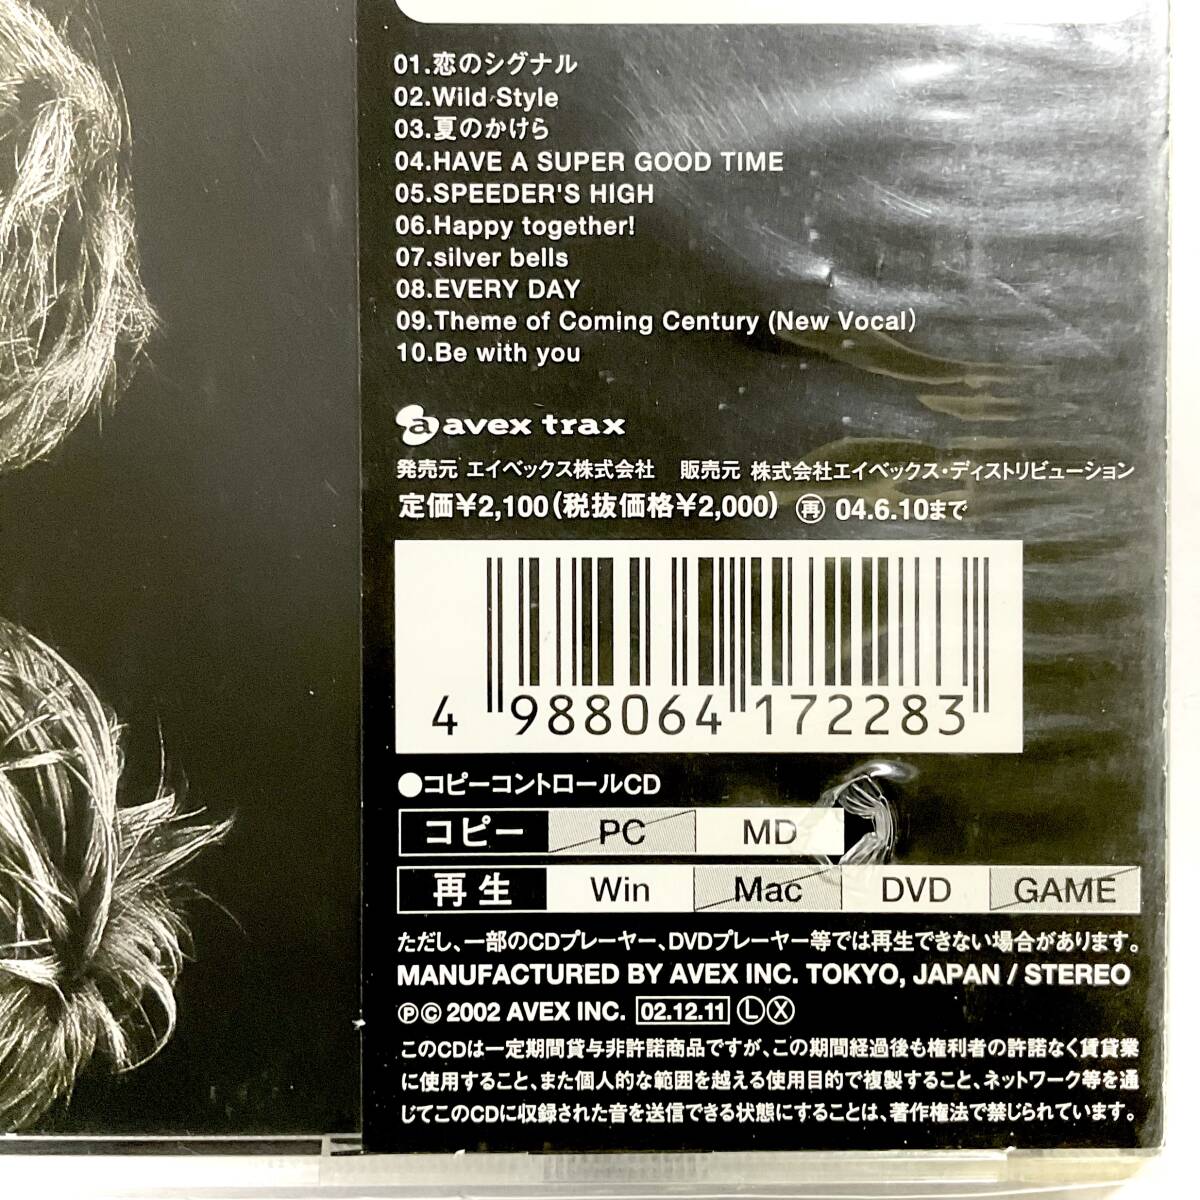 01.恋のシグナル
02.Wild Style
03.夏のかけら
04.HAVE A SUPER GOOD TIME
05.SPEEDER'S HIGH
06.Happy together!
07.silver bells
08.EVERY DAY
09.Theme of Coming Century (New Vocal)
10.Be with you
a avex trax
発売元 エイベックス株式会社 販売元 株式会社エイベックス・ディストリビューション
定価¥2,100(税抜価格¥2,000) 再 04.6.10まで
4 988064 172283
●コピーコントロールCD
コピー PC MD
再生 Win Mac DVD GAME
ただし、一部のCDプレーヤー、DVDプレーヤー等では再生できない場合があります。
MANUFACTURED BY AVEX INC. TOKYO, JAPAN / STEREO
℗© 2002 AVEX INC. 02.12.11 Ⓛ Ⓧ
このCDは一定期間貸与非許諾商品ですが、この期間経過後も権利者の許諾なく賃貸業
に使用すること、また個人的な範囲を越える使用目的で複製すること、ネットワーク等を通
じてこのCDに収録された音を送信できる状態にすることは、著作権法で禁じられています。